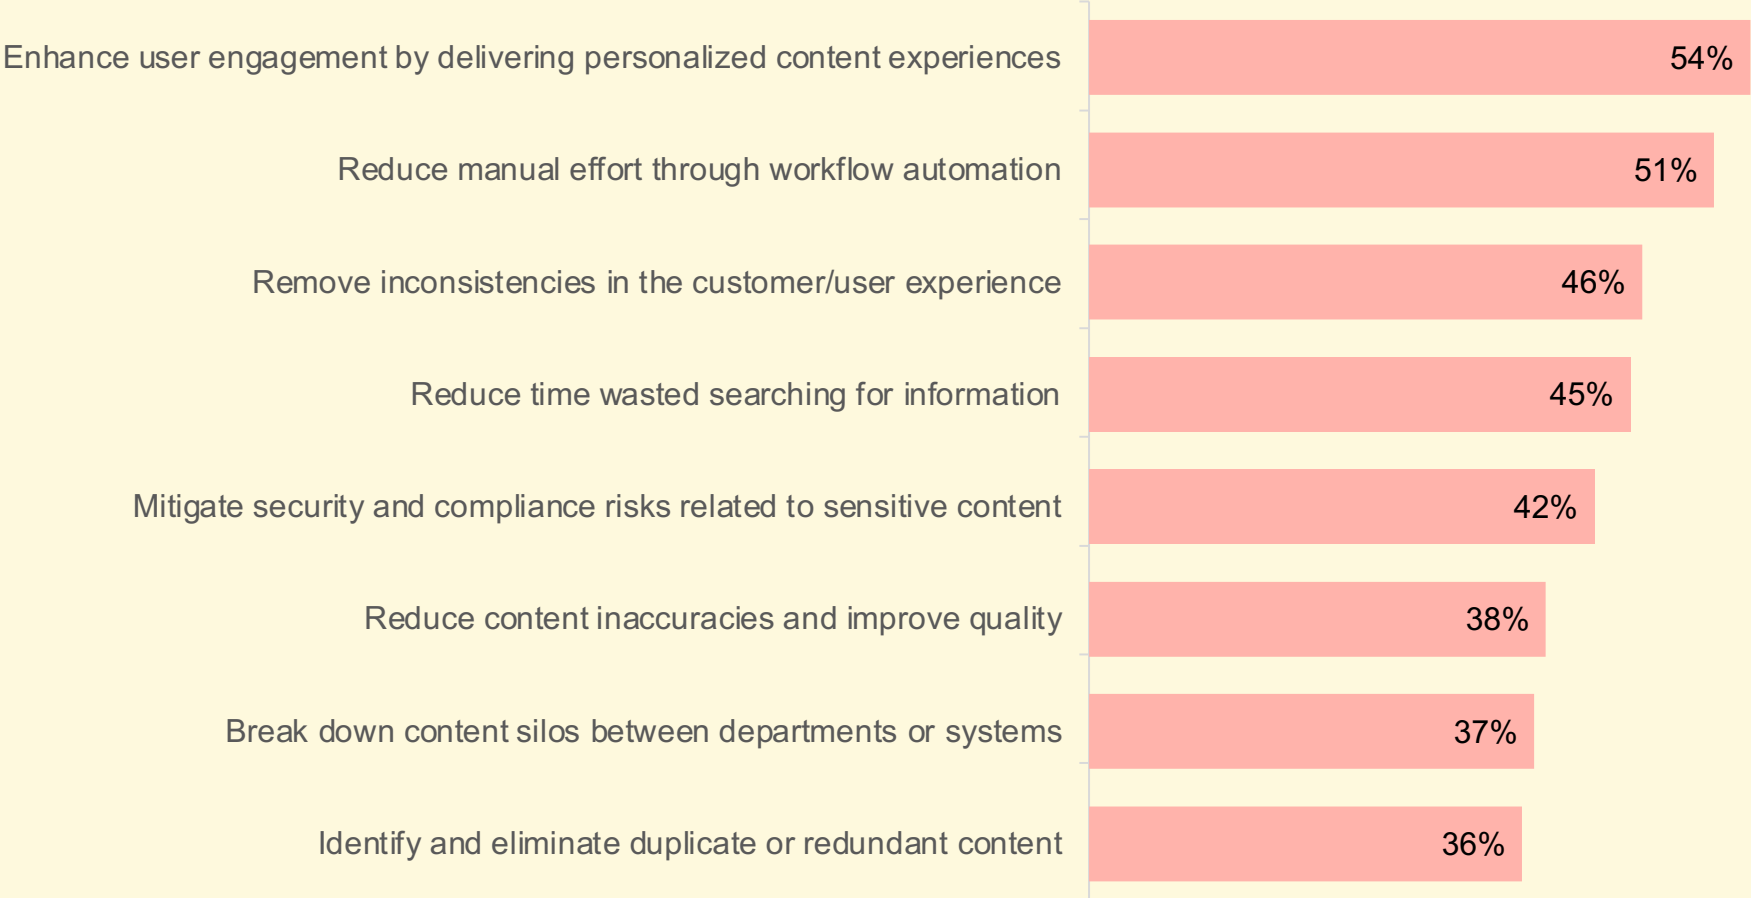 Enhance user engagement by delivering personalized content experiences 54%
Reduce manual effort through workflow automation 51%
Remove inconsistencies in the customer/user experience 46%
Reduce time wasted searching for information 45%
Mitigate security and compliance risks related to sensitive content 42%
Reduce content inaccuracies and improve quality 38%
Break down content silos between departments or systems 37%
Identify and eliminate duplicate or redundant content 36%